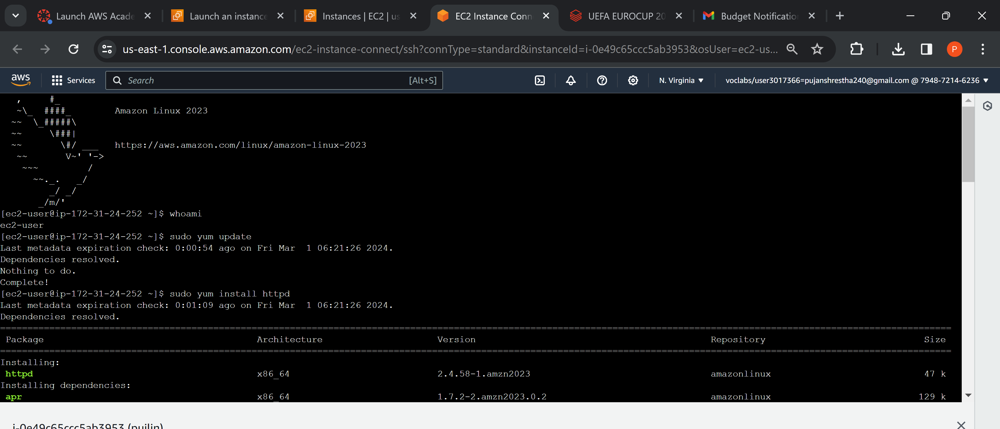 Launch AWS Acade
Launch an instance
Instances | EC2 | us
EC2 Instance Conn
UEFA EUROCUP 20
Budget Notification
us-east-1.console.aws.amazon.com/ec2-instance-connect/ssh?connType=standard&instanceId=i-0e49c65ccc5ab3953&osUser=ec2-us...
P
aws
Services
Search
[Alt+S]
N. Virginia
voclabs/user3017366=pujanshrestha240@gmail.com @ 7948-7214-6236
   ,     #_
   ~\_  ####_        Amazon Linux 2023
  ~~  \_#####\
  ~~     \###|
  ~~       \#/ ___   https://aws.amazon.com/linux/amazon-linux-2023
   ~~       V~' '->
    ~~~         /
      ~~._.   _/
         _/ _/
       _/m/'
[ec2-user@ip-172-31-24-252 ~]$ whoami
ec2-user
[ec2-user@ip-172-31-24-252 ~]$ sudo yum update
Last metadata expiration check: 0:00:54 ago on Fri Mar  1 06:21:26 2024.
Dependencies resolved.
Nothing to do.
Complete!
[ec2-user@ip-172-31-24-252 ~]$ sudo yum install httpd
Last metadata expiration check: 0:01:09 ago on Fri Mar  1 06:21:26 2024.
Dependencies resolved.
Package Architecture Version Repository Size
Installing:
httpd x86_64 2.4.58-1.amzn2023 amazonlinux 47 k
Installing dependencies:
apr x86_64 1.7.2-2.amzn2023.0.2 amazonlinux 129 k
i-0e49c65ccc5ab3953 (pujlin)